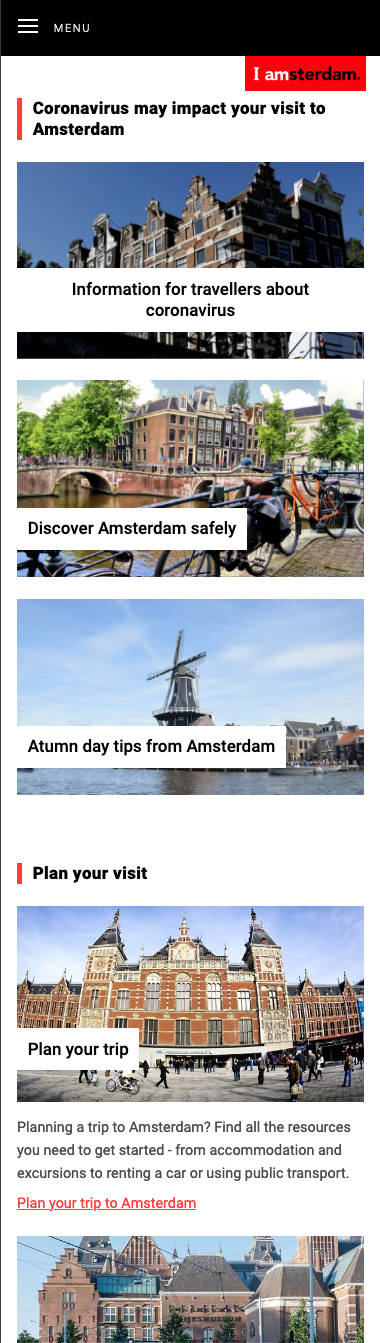 MENU
I amsterdam.
Coronavirus may impact your visit to
Amsterdam
Information for travellers about
coronavirus
Discover Amsterdam safely
Atumn day tips from Amsterdam
Plan your visit
Plan your trip
Planning a trip to Amsterdam? Find all the resources
you need to get started - from accommodation and
excursions to renting a car or using public transport.
Plan your trip to Amsterdam